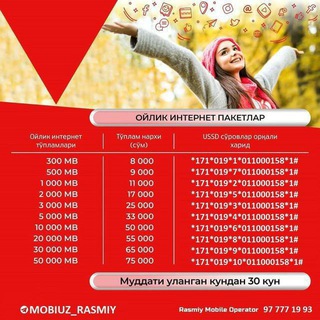 ОЙЛИК ИНТЕРНЕТ ПАКЕТЛАР
Ойлик интернет тўпламлари
Тўплам нархи (сўм)
USSD сўровлар орқали харид
300 MB 8 000 *171*019*1*011000158*1#
500 MB 9 000 *171*019*7*011000158*1#
1 000 MB 11 000 *171*019*2*011000158*1#
2 000 MB 17 000 *171*019*5*011000158*1#
3 000 MB 25 000 *171*019*3*011000158*1#
5 000 MB 33 000 *171*019*4*011000158*1#
10 000 MB 50 000 *171*019*6*011000158*1#
20 000 MB 55 000 *171*019*8*011000158*1#
30 000 MB 65 000 *171*019*9*011000158*1#
50 000 MB 75 000 *171*019*10*011000158*1#
Муддати уланган кундан 30 кун
@MOBIUZ_RASMIY Rasmiy Mobile Operator 97 777 19 93